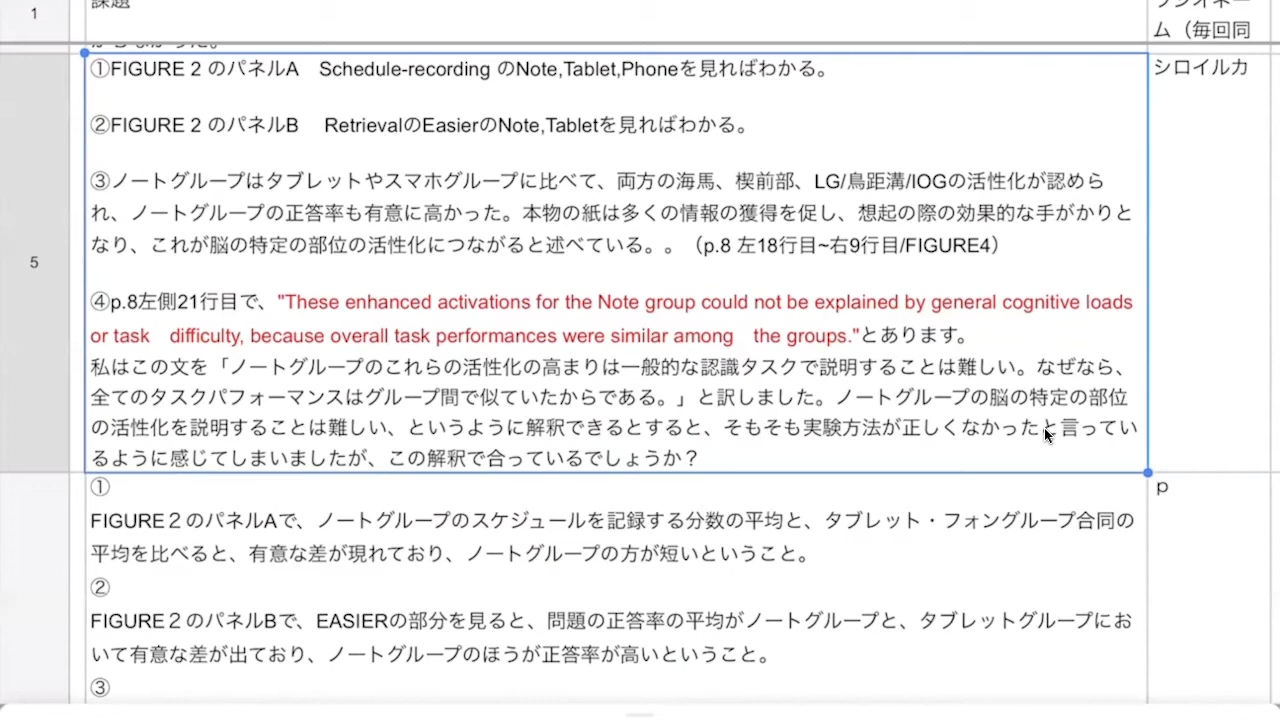 1
課題
ラジオネー
ム（毎回同
①FIGURE 2 のパネルA　Schedule-recording のNote,Tablet,Phoneを見ればわかる。
シロイルカ
②FIGURE 2 のパネルB　RetrievalのEasierのNote,Tabletを見ればわかる。
③ノートグループはタブレットやスマホグループに比べて、両方の海馬、楔前部、LG/鳥距溝/IOGの活性化が認めら
れ、ノートグループの正答率も有意に高かった。本物の紙は多くの情報の獲得を促し、想起の際の効果的な手がかりと
なり、これが脳の特定の部位の活性化につながると述べている。。（p.8 左18行目~右9行目/FIGURE4）
5
④p.8左側21行目で、"These enhanced activations for the Note group could not be explained by general cognitive loads
or task　difficulty, because overall task performances were similar among　the groups."とあります。
私はこの文を「ノートグループのこれらの活性化の高まりは一般的な認識タスクで説明することは難しい。なぜなら、
全てのタスクパフォーマンスはグループ間で似ていたからである。」と訳しました。ノートグループの脳の特定の部位
の活性化を説明することは難しい、というように解釈できるとすると、そもそも実験方法が正しくなかったと言ってい
るように感じてしまいましたが、この解釈で合っているでしょうか？
①
p
FIGURE２のパネルAで、ノートグループのスケジュールを記録する分数の平均と、タブレット・フォングループ合同の
平均を比べると、有意な差が現れており、ノートグループの方が短いということ。
②
FIGURE２のパネルBで、EASIERの部分を見ると、問題の正答率の平均がノートグループと、タブレットグループにお
いて有意な差が出ており、ノートグループのほうが正答率が高いということ。
③